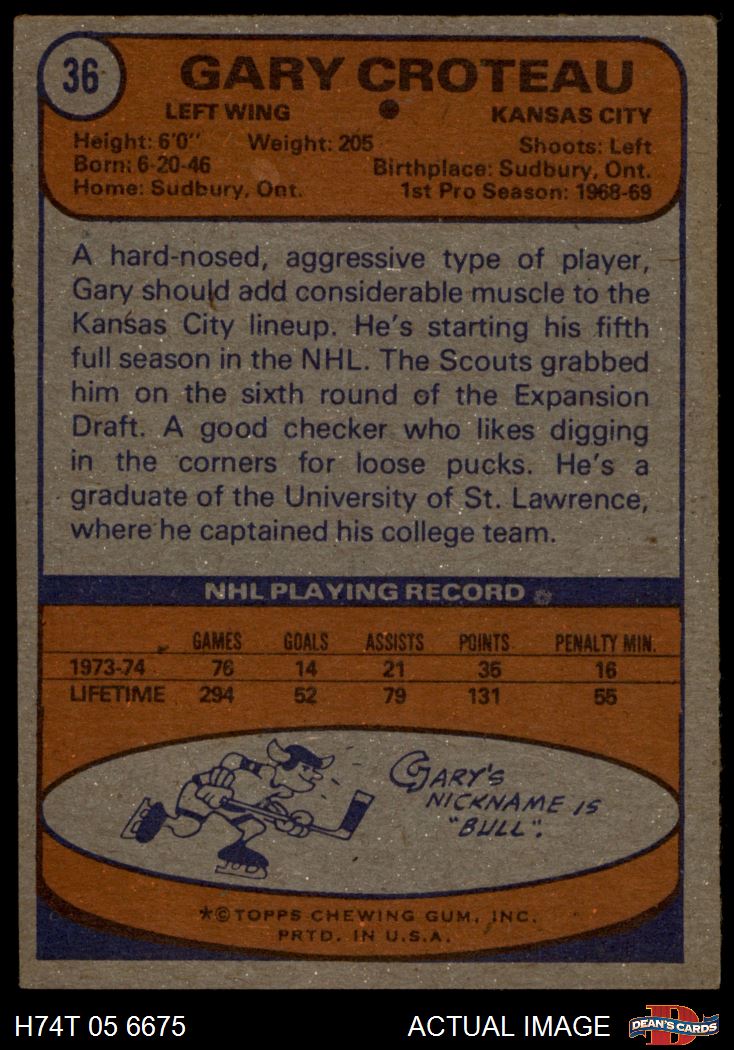 36
GARY CROTEAU
LEFT WING KANSAS CITY
Height: 6'0" Weight: 205 Shoots: Left
Born: 6-20-46 Birthplace: Sudbury, Ont.
Home: Sudbury, Ont. 1st Pro Season: 1968-69
A hard-nosed, aggressive type of player,
Gary should add considerable muscle to the
Kansas City lineup. He's starting his fifth
full season in the NHL. The Scouts grabbed
him on the sixth round of the Expansion
Draft. A good checker who likes digging
in the corners for loose pucks. He's a
graduate of the University of St. Lawrence,
where he captained his college team.
NHL PLAYING RECORD
GAMES GOALS ASSISTS POINTS PENALTY MIN.
1973-74 76 14 21 35 16
LIFETIME 294 52 79 131 55
GARY'S
NICKNAME IS
"BULL".
*© TOPPS CHEWING GUM, INC.
PRTD. IN U.S.A.
H74T 05 6675 ACTUAL IMAGE DEAN'S CARDS